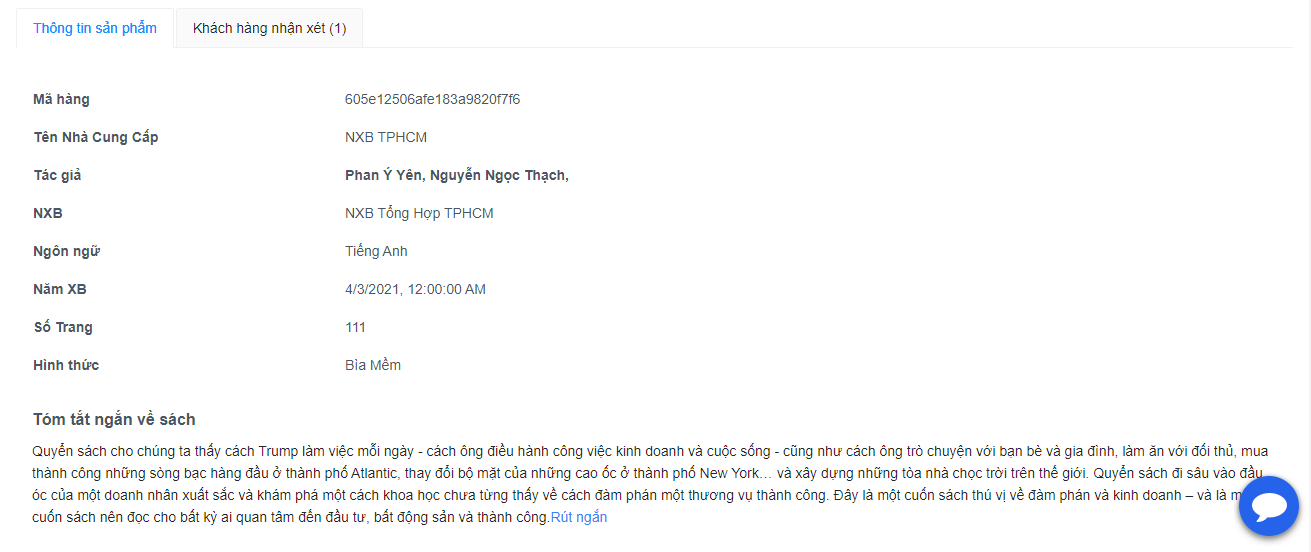 Thông tin sản phẩm
Khách hàng nhận xét (1)
Mã hàng 605e12506afe183a9820f7f6
Tên Nhà Cung Cấp NXB TPHCM
Tác giả Phan Ý Yên, Nguyễn Ngọc Thạch,
NXB NXB Tổng Hợp TPHCM
Ngôn ngữ Tiếng Anh
Năm XB 4/3/2021, 12:00:00 AM
Số Trang 111
Hình thức Bìa Mềm
Tóm tắt ngắn về sách
Quyển sách cho chúng ta thấy cách Trump làm việc mỗi ngày - cách ông điều hành công việc kinh doanh và cuộc sống - cũng như cách ông trò chuyện với bạn bè và gia đình, làm ăn với đối thủ, mua
thành công những sòng bạc hàng đầu ở thành phố Atlantic, thay đổi bộ mặt của những cao ốc ở thành phố New York… và xây dựng những tòa nhà chọc trời trên thế giới. Quyển sách đi sâu vào đầu
óc của một doanh nhân xuất sắc và khám phá một cách khoa học chưa từng thấy về cách đàm phán một thương vụ thành công. Đây là một cuốn sách thú vị về đàm phán và kinh doanh – và là
cuốn sách nên đọc cho bất kỳ ai quan tâm đến đầu tư, bất động sản và thành công.Rút ngắn